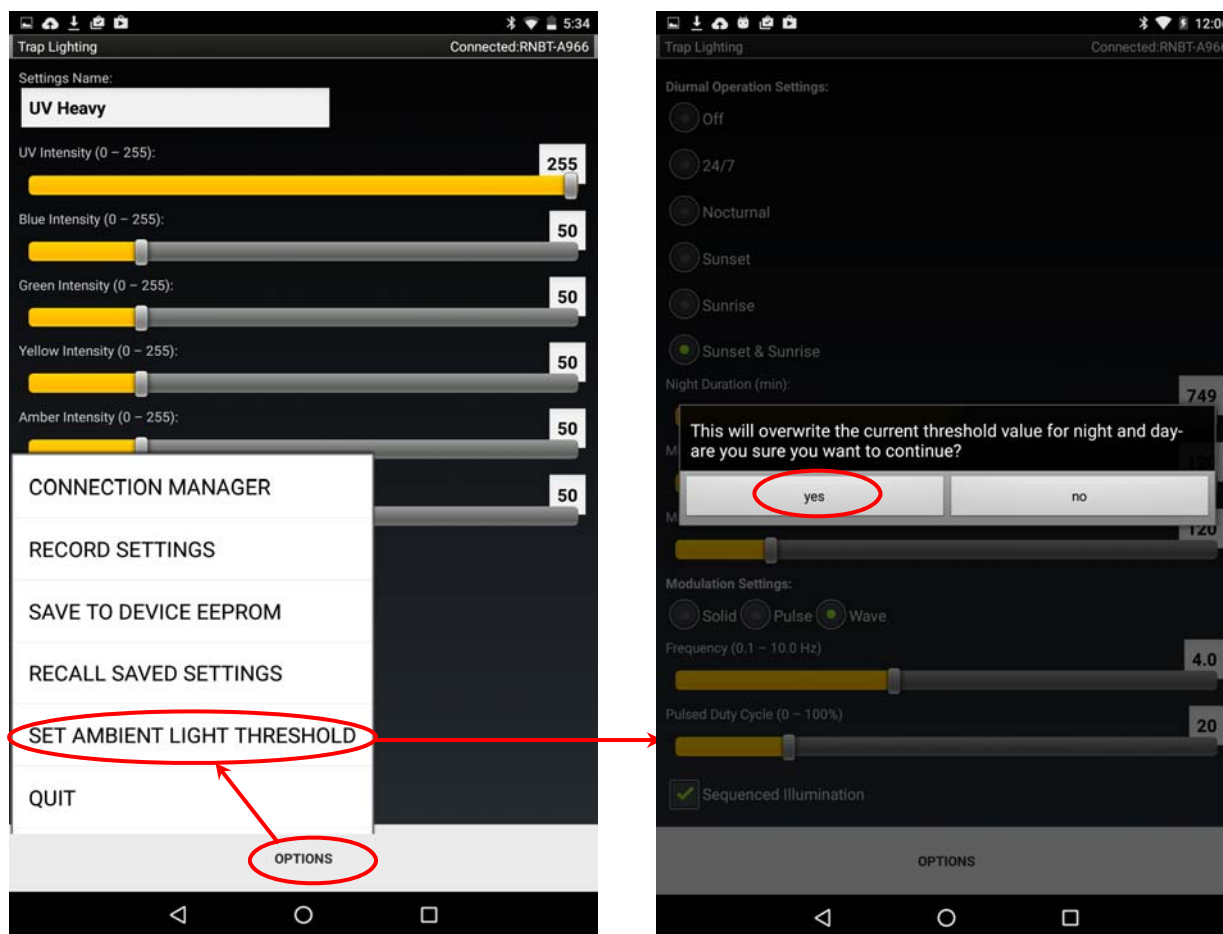 5:34
Trap Lighting Connected:RNBT-A966
Settings Name:
UV Heavy
UV Intensity (0 – 255):
255
Blue Intensity (0 – 255):
50
Green Intensity (0 – 255):
50
Yellow Intensity (0 – 255):
50
Amber Intensity (0 – 255):
50
50
CONNECTION MANAGER
RECORD SETTINGS
SAVE TO DEVICE EEPROM
RECALL SAVED SETTINGS
SET AMBIENT LIGHT THRESHOLD
QUIT
OPTIONS
12:0
Trap Lighting Connected:RNBT-A96
Diurnal Operation Settings:
Off
24/7
Nocturnal
Sunset
Sunrise
Sunset & Sunrise
Night Duration (min):
749
This will overwrite the current threshold value for night and day-
are you sure you want to continue?
M
120
yes no
M
120
Modulation Settings:
Solid Pulse Wave
Frequency (0.1 – 10.0 Hz)
4.0
Pulsed Duty Cycle (0 – 100%)
20
Sequenced Illumination
OPTIONS